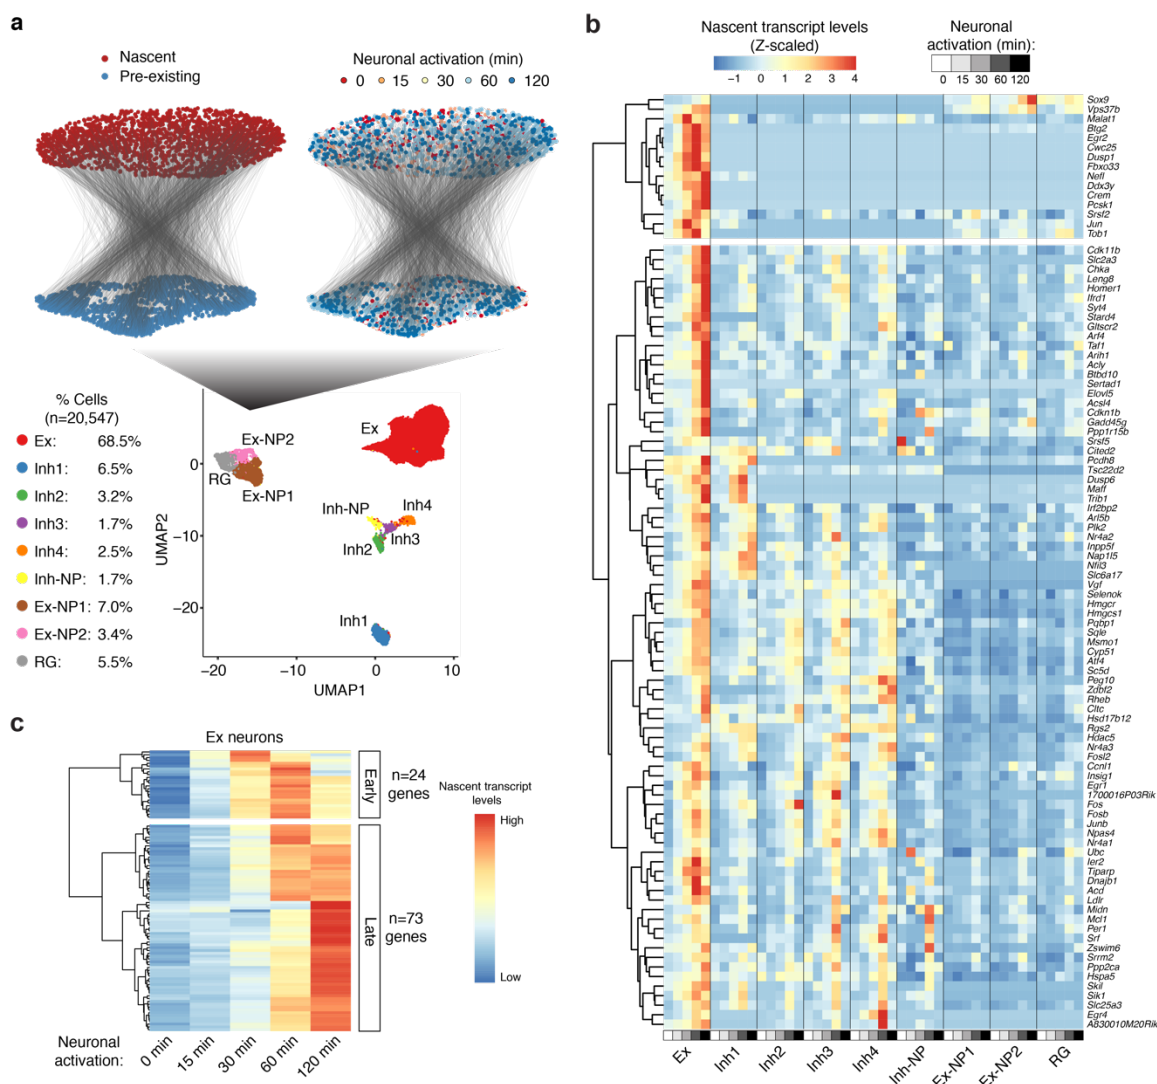 a
Nascent
Pre-existing
Neuronal activation (min)
0 15 30 60 120
% Cells
(n=20,547)
Ex: 68.5%
Inh1: 6.5%
Inh2: 3.2%
Inh3: 1.7%
Inh4: 2.5%
Inh-NP: 1.7%
Ex-NP1: 7.0%
Ex-NP2: 3.4%
RG: 5.5%
UMAP2
0
−10
−20
Ex
Ex-NP2
RG
Ex-NP1
Inh-NP
Inh4
Inh2
Inh3
Inh1
−20 −10 0 10
UMAP1
b
Nascent transcript levels
(Z-scaled)
−1 0 1 2 3 4
Neuronal
activation (min):
0 15 30 60 120
Sox9
Vps37b
Malat1
Btg2
Egr2
Cwc25
Dusp1
Fbxo33
Nefl
Ddx3y
Crem
Pcsk1
Srsf2
Jun
Tob1
Cdk11b
Slc2a3
Chka
Leng8
Homer1
Ifrd1
Syt4
Stard4
Gltscr2
Arf4
Taf1
Arih1
Acly
Btbd10
Sertad1
Elovl5
Acsl4
Cdkn1b
Gadd45g
Ppp1r15b
Srsf5
Cited2
Pcdh8
Tsc22d2
Dusp6
Maff
Trib1
Irf2bp2
Arl5b
Plk2
Nr4a2
Inpp5f
Nap1l5
Nfil3
Slc6a17
Vgf
Selenok
Hmgcr
Hmgcs1
Pqbp1
Sqle
Msmo1
Cyp51
Atf4
Sc5d
Peg10
Zdbf2
Rheb
Cltc
Hsd17b12
Rgs2
Hdac5
Nr4a3
Fosl2
Ccnl1
Insig1
Egr1
1700016P03Rik
Fos
Fosb
Junb
Npas4
Nr4a1
Ubc
Ier2
Tiparp
Dnajb1
Acd
Ldlr
Midn
Mcl1
Per1
Srf
Zswim6
Srrm2
Ppp2ca
Hspa5
Skil
Sik1
Slc25a3
Egr4
A830010M20Rik
Ex Inh1 Inh2 Inh3 Inh4 Inh-NP Ex-NP1 Ex-NP2 RG
c
Ex neurons
Early
n=24
genes
Late
n=73
genes
Nascent transcript
levels
High
Low
Neuronal
activation:
0 min 15 min 30 min 60 min 120 min